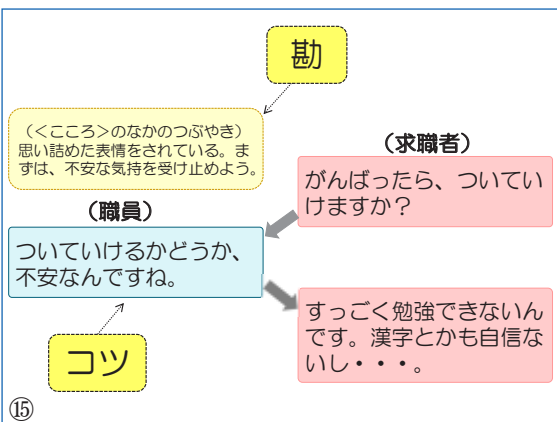 勘
（<こころ>のなかのつぶやき）
思い詰めた表情をされている。ま
ずは、不安な気持を受け止めよう。
（求職者）
がんばったら、ついてい
けますか？
（職員）
ついていけるかどうか、
不安なんですね。
すっごく勉強できないん
です。漢字とかも自信な
いし・・・。
コツ
⑮